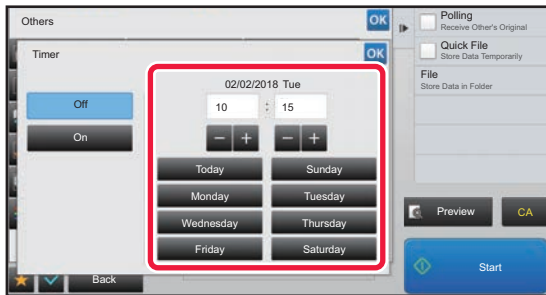 Others
OK
Timer
OK
02/02/2018 Tue
Off
10 : 15
On
− +
− +
Today
Sunday
Monday
Tuesday
Wednesday
Thursday
Friday
Saturday
Back
Polling
Receive Other's Original
Quick File
Store Data Temporarily
File
Store Data in Folder
Preview
CA
Start